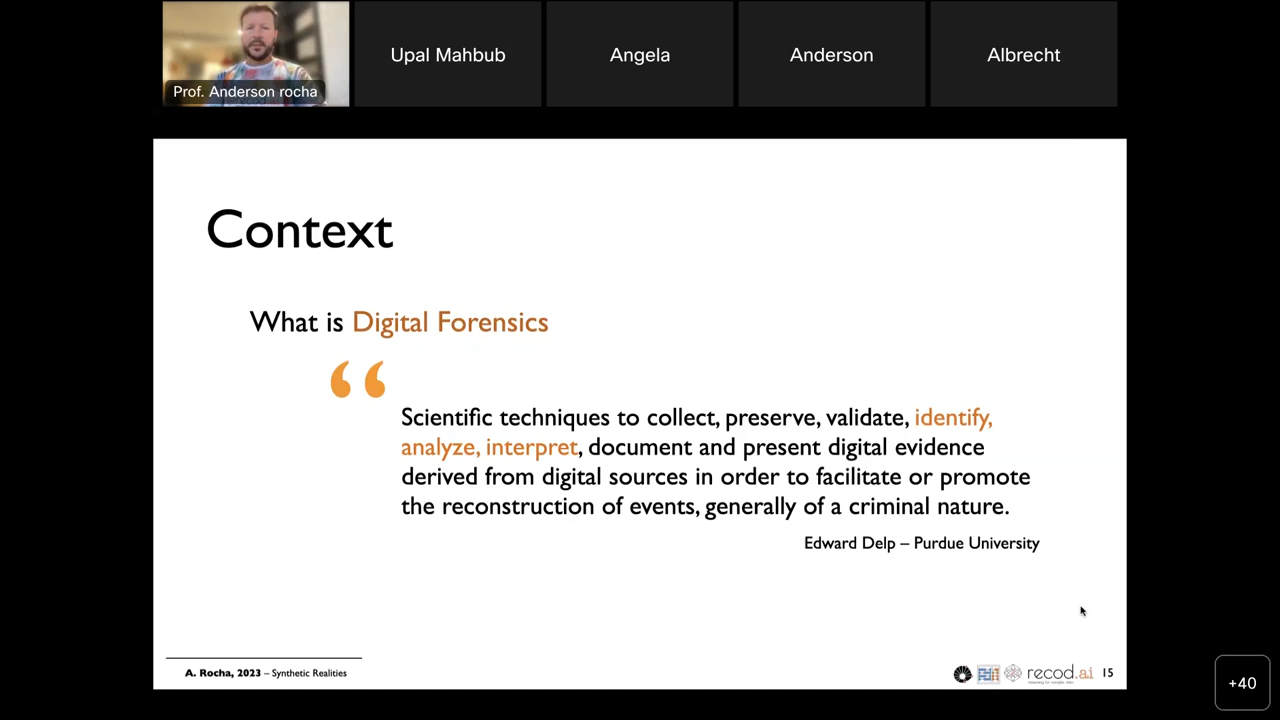 Prof. Anderson rocha
Upal Mahbub
Angela
Anderson
Albrecht
Context
What is Digital Forensics
“
Scientific techniques to collect, preserve, validate, identify,
analyze, interpret, document and present digital evidence
derived from digital sources in order to facilitate or promote
the reconstruction of events, generally of a criminal nature.
Edward Delp – Purdue University
A. Rocha, 2023 – Synthetic Realities
recod.ai
15
+40